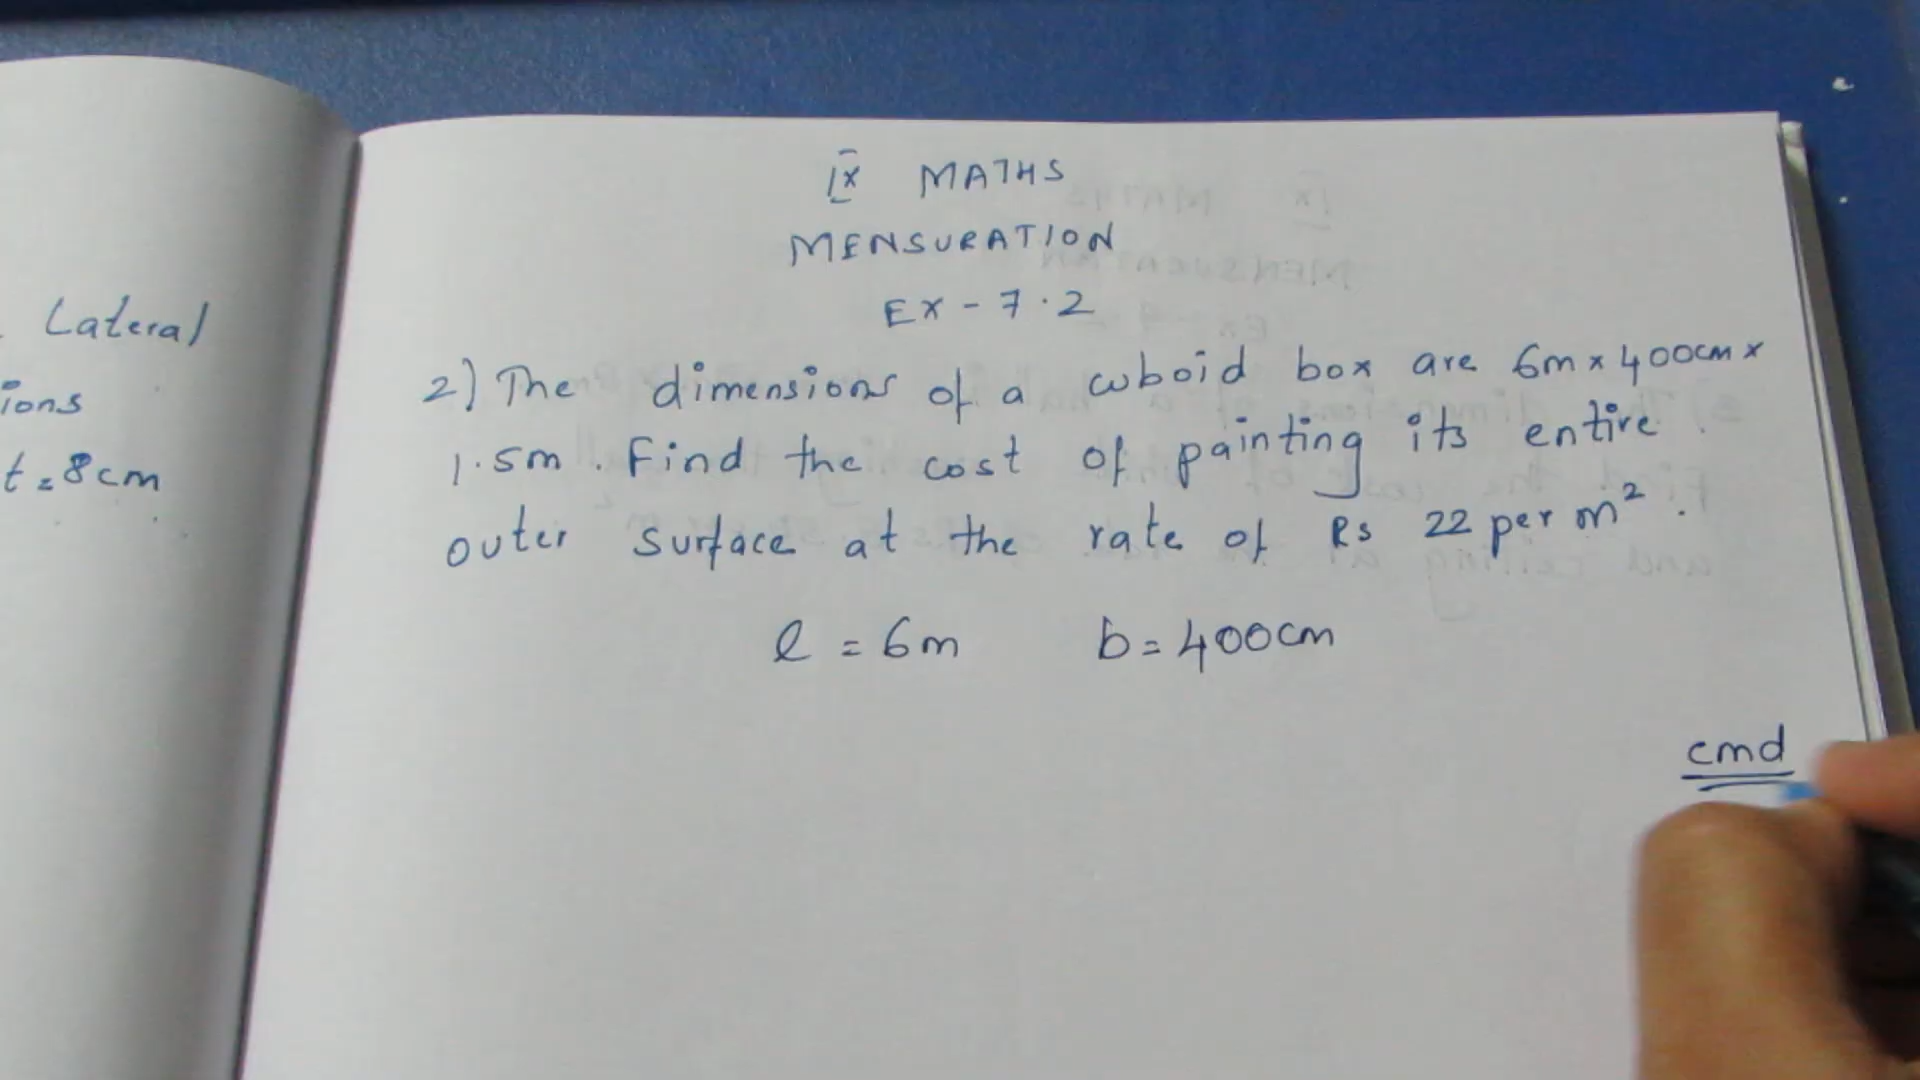 Lateral
ions
t = 8cm
IX MATHS
MENSURATION
Ex - 7.2
2) The dimensions of a cuboid box are 6m x 400cm x
1.5m. Find the cost of painting its entire
outer surface at the rate of Rs 22 per m².
l = 6m b = 400cm
cmd